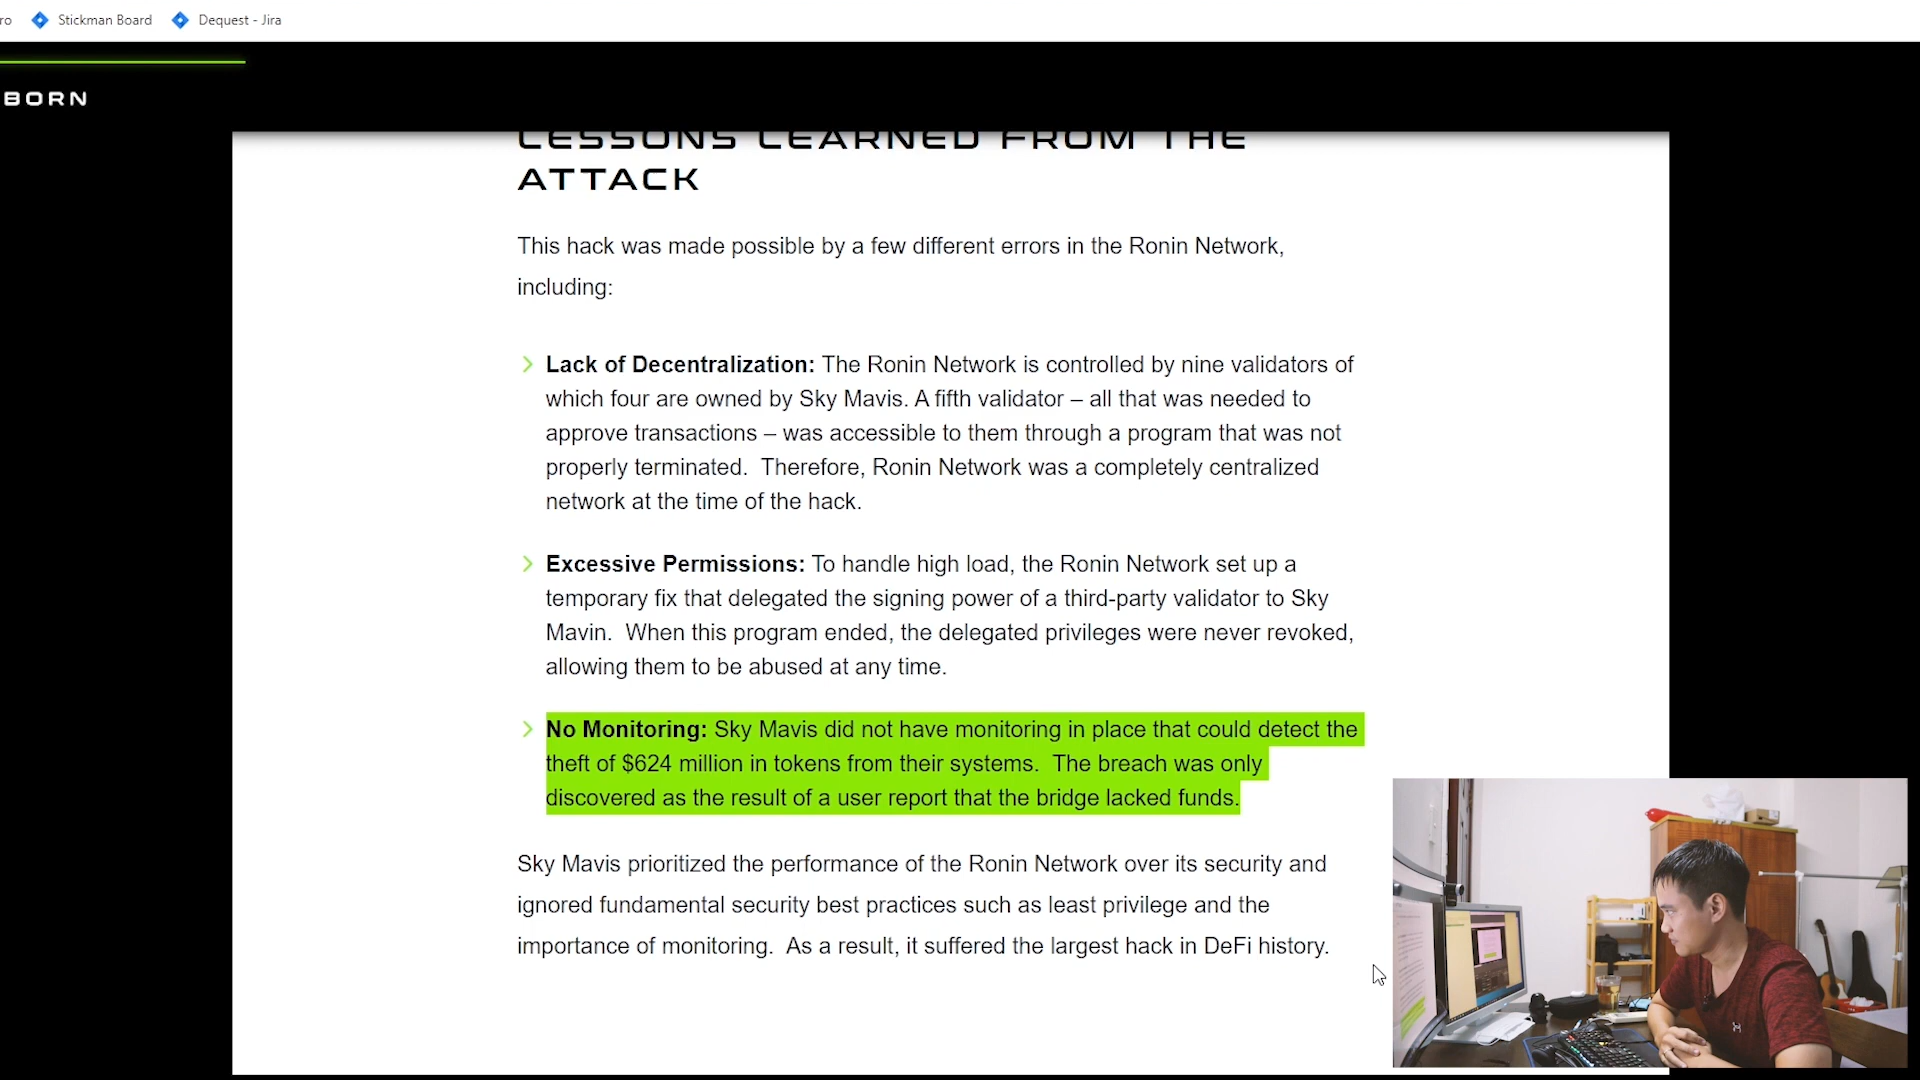 ro Stickman Board Dequest - Jira
BORN
LESSONS LEARNED FROM THE
ATTACK
This hack was made possible by a few different errors in the Ronin Network,
including:
Lack of Decentralization: The Ronin Network is controlled by nine validators of
which four are owned by Sky Mavis. A fifth validator – all that was needed to
approve transactions – was accessible to them through a program that was not
properly terminated.  Therefore, Ronin Network was a completely centralized
network at the time of the hack.
Excessive Permissions: To handle high load, the Ronin Network set up a
temporary fix that delegated the signing power of a third-party validator to Sky
Mavin.  When this program ended, the delegated privileges were never revoked,
allowing them to be abused at any time.
No Monitoring: Sky Mavis did not have monitoring in place that could detect the
theft of $624 million in tokens from their systems.  The breach was only
discovered as the result of a user report that the bridge lacked funds.
Sky Mavis prioritized the performance of the Ronin Network over its security and
ignored fundamental security best practices such as least privilege and the
importance of monitoring.  As a result, it suffered the largest hack in DeFi history.